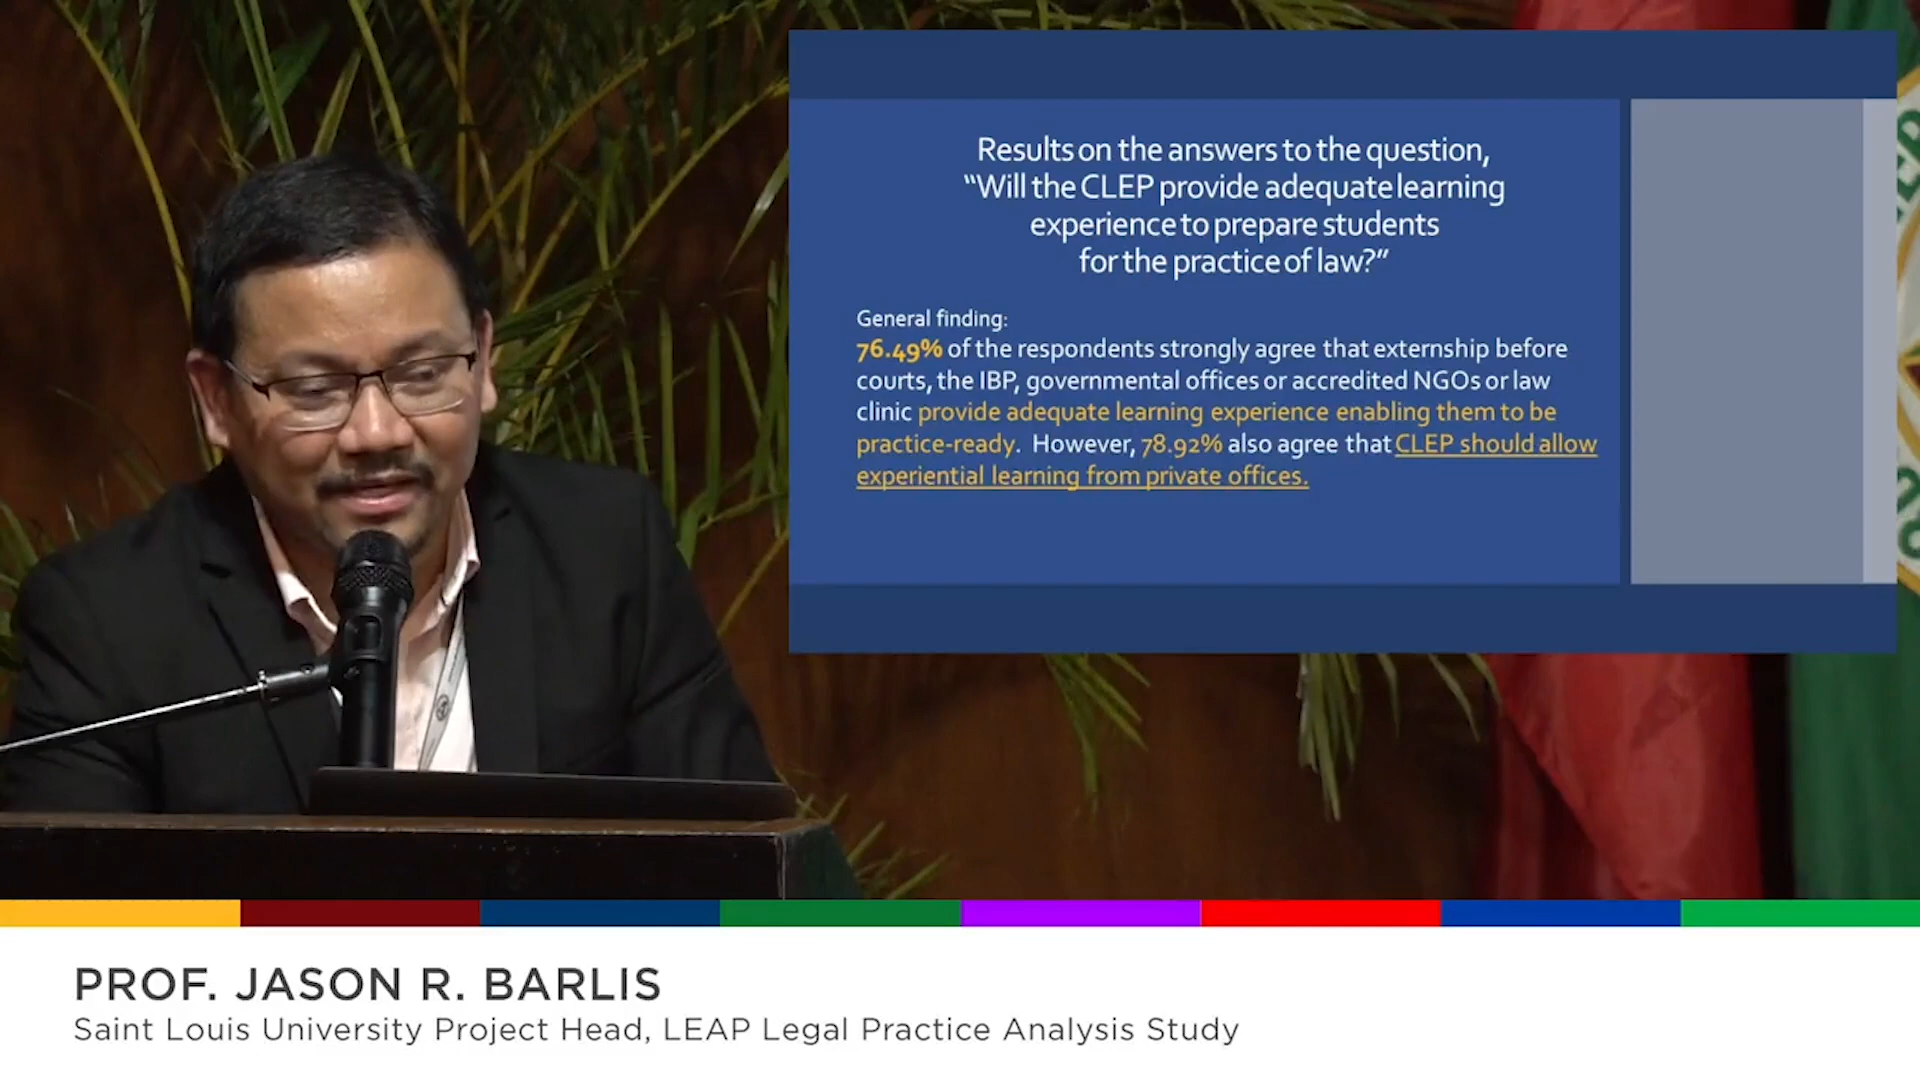 Results on the answers to the question,
“Will the CLEP provide adequate learning
experience to prepare students
for the practice of law?”
General finding:
76.49% of the respondents strongly agree that externship before
courts, the IBP, governmental offices or accredited NGOs or law
clinic provide adequate learning experience enabling them to be
practice-ready. However, 78.92% also agree that CLEP should allow
experiential learning from private offices.
PROF. JASON R. BARLIS
Saint Louis University Project Head, LEAP Legal Practice Analysis Study